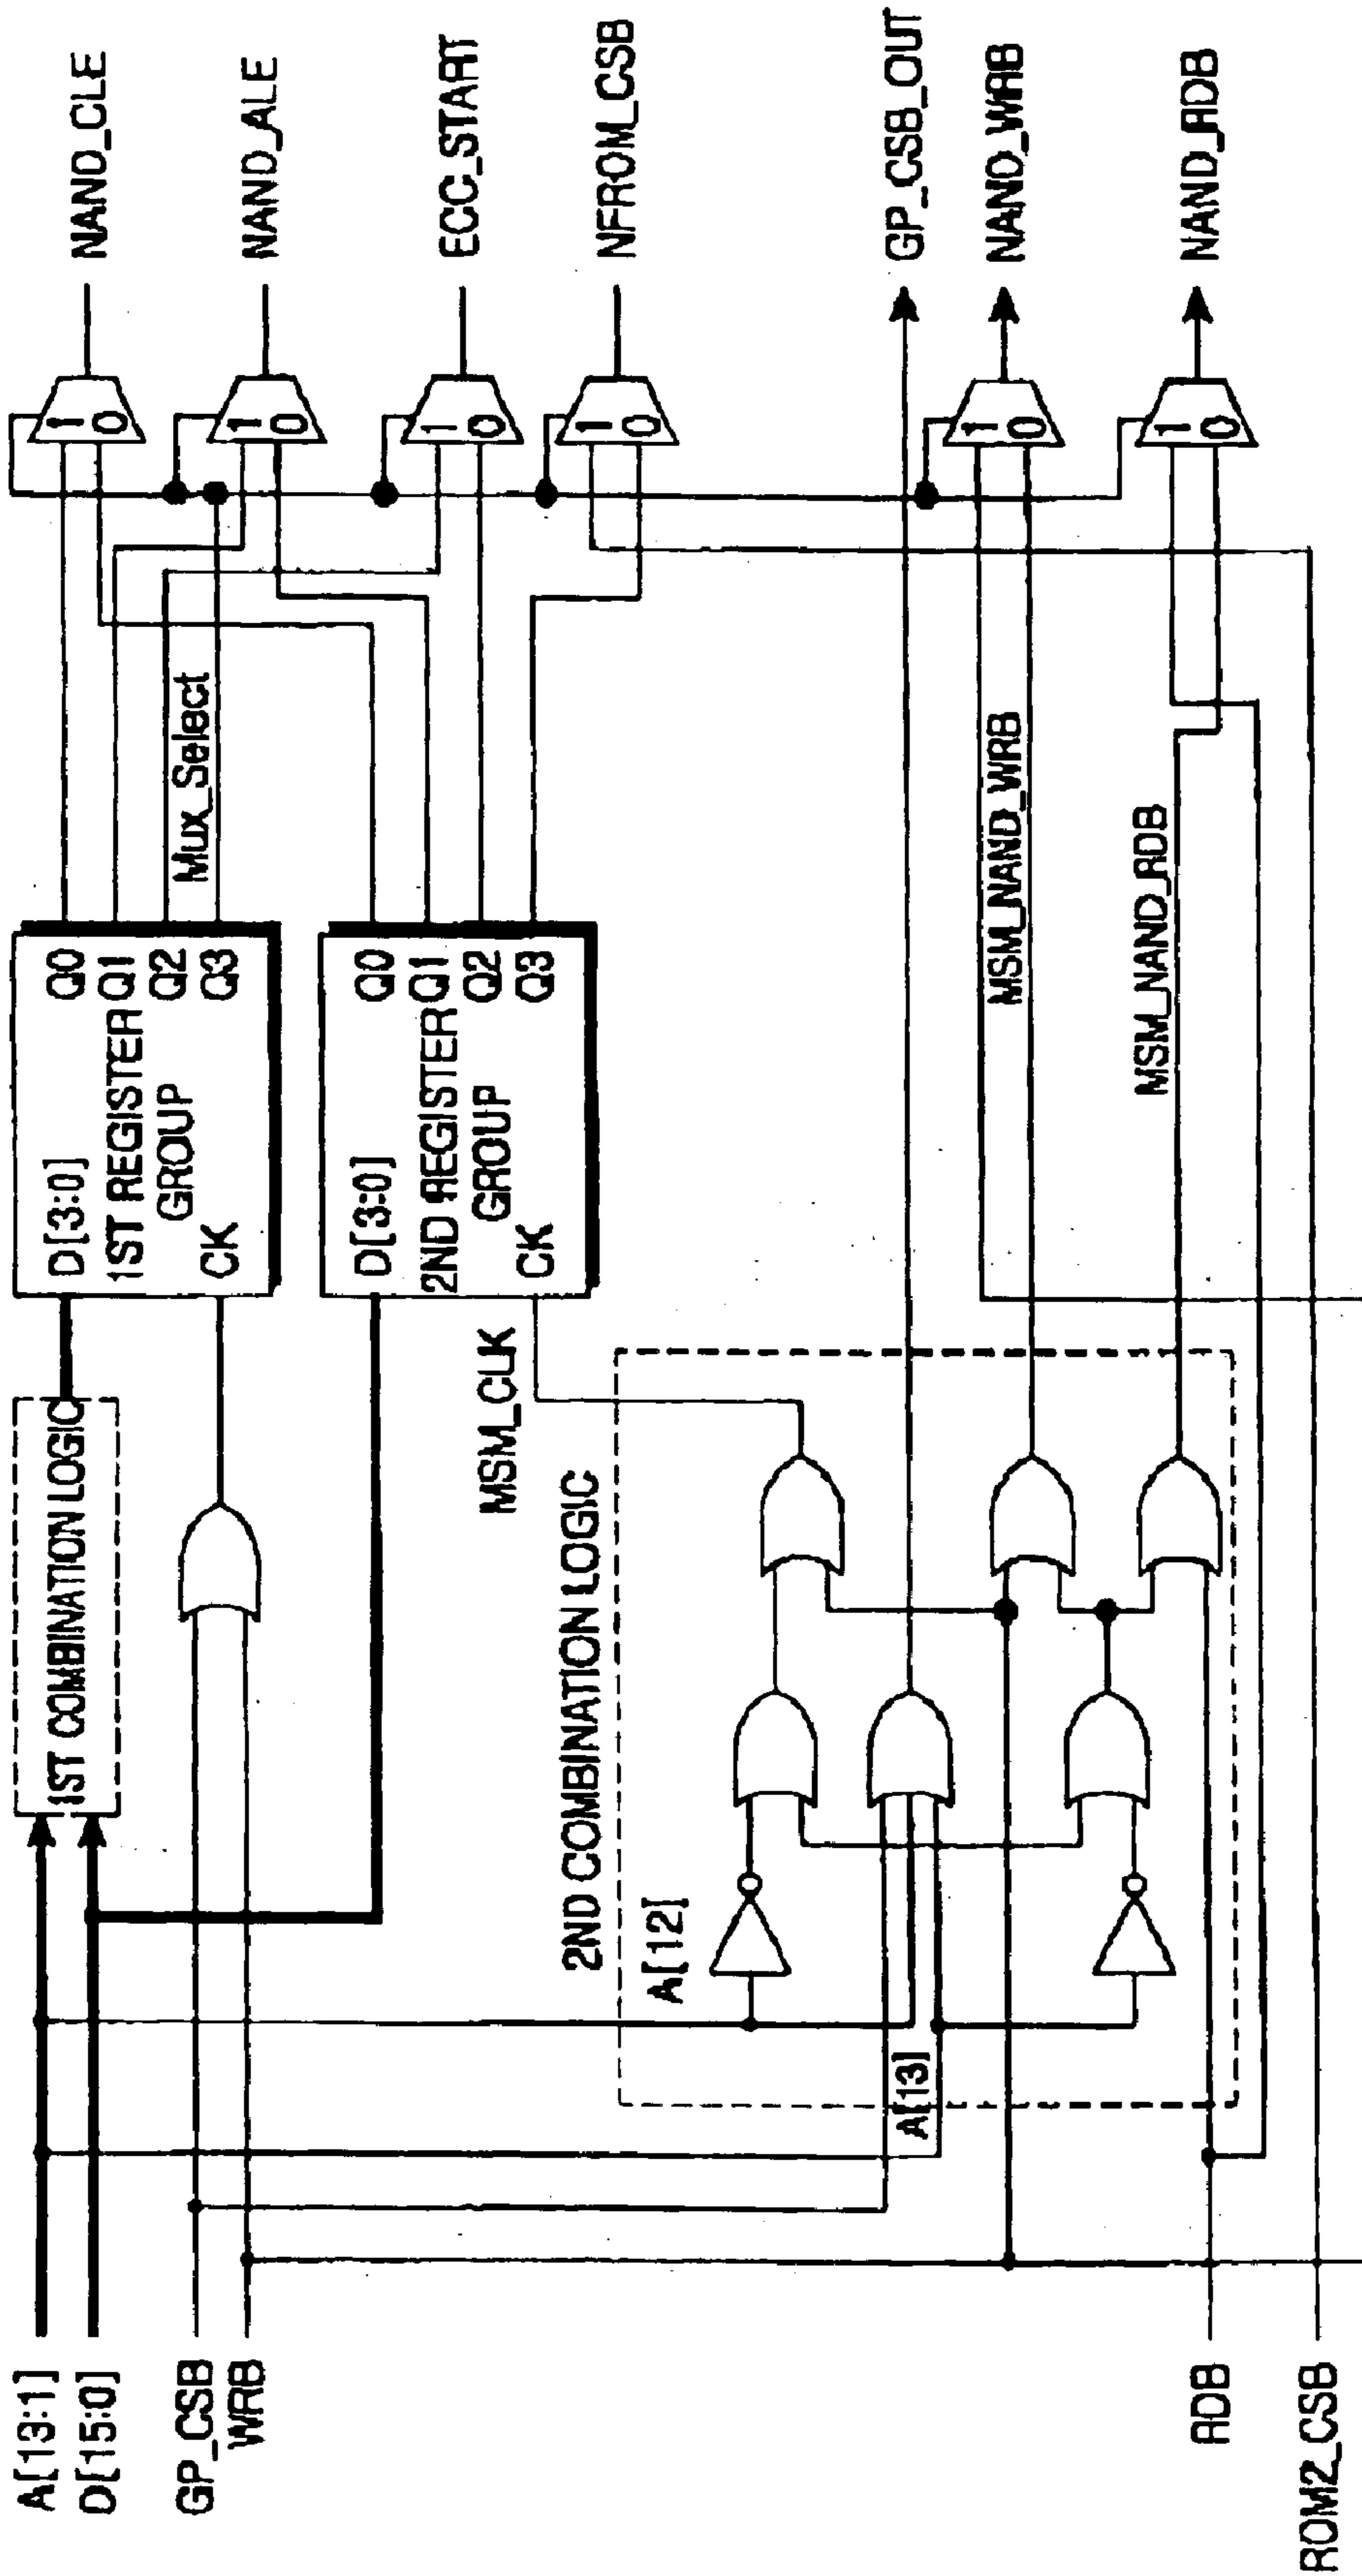 A[13:1]
D[15:0]
GP_CSB
WRB
RDB
ROM2_CSB
1ST COMBINATION LOGIC
D[3:0]
1ST REGISTER
GROUP
CK
Q0
Q1
Q2
Q3
Mux_Select
D[3:0]
2ND REGISTER
GROUP
CK
Q0
Q1
Q2
Q3
MSM_CLK
2ND COMBINATION LOGIC
A[12]
A[13]
MSM_NAND_WRB
MSM_NAND_RDB
1
0
NAND_CLE
1
0
NAND_ALE
1
0
ECC_START
1
0
NFROM_CSB
GP_CSB_OUT
1
0
NAND_WRB
1
0
NAND_RDB